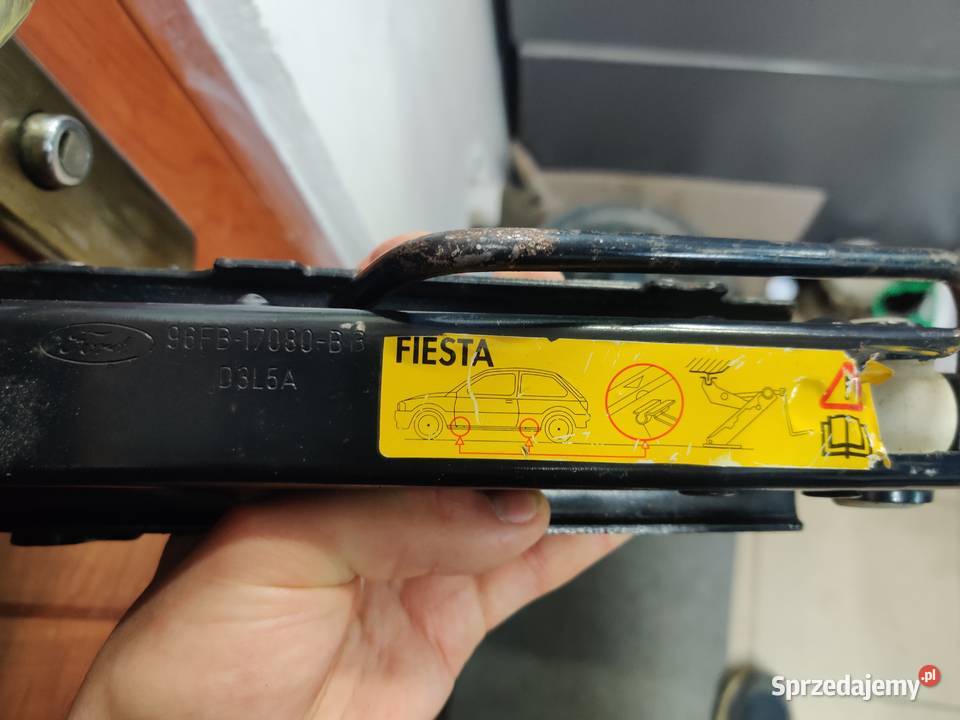 Ford 96FB-17080-BB
D3L5A
FIESTA
Sprzedajemy.pl